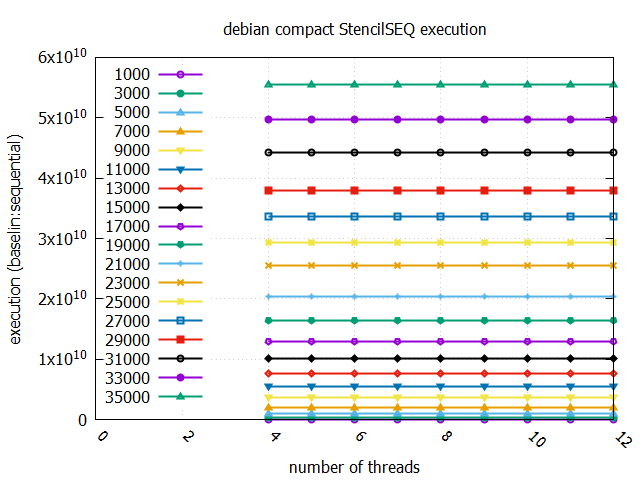 debian compact StencilSEQ execution
execution (baselin:sequential)
6x10^10
5x10^10
4x10^10
3x10^10
2x10^10
1x10^10
0
1000
3000
5000
7000
9000
11000
13000
15000
17000
19000
21000
23000
25000
27000
29000
31000
33000
35000
0 2 4 6 8 10 12
number of threads